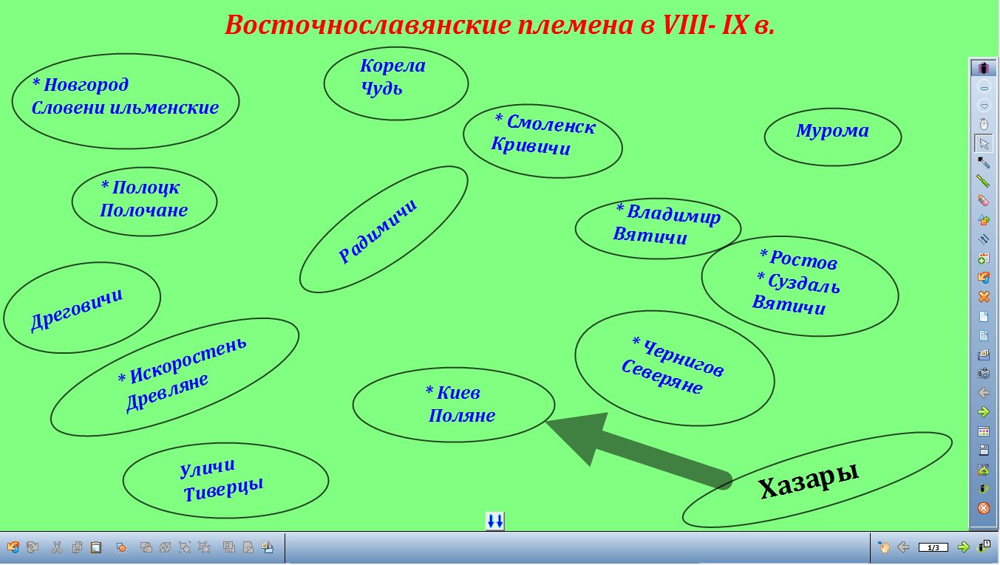 Восточнославянские племена в VIII- IX в.
* Новгород
Словени ильменские
Корела
Чудь
* Смоленск
Кривичи
Мурома
* Полоцк
Полочане
Радимичи
* Владимир
Вятичи
* Ростов
* Суздаль
Вятичи
Дреговичи
* Искоростень
Древляне
* Чернигов
Северяне
* Киев
Поляне
Уличи
Тиверцы
Хазары
abc
1/3